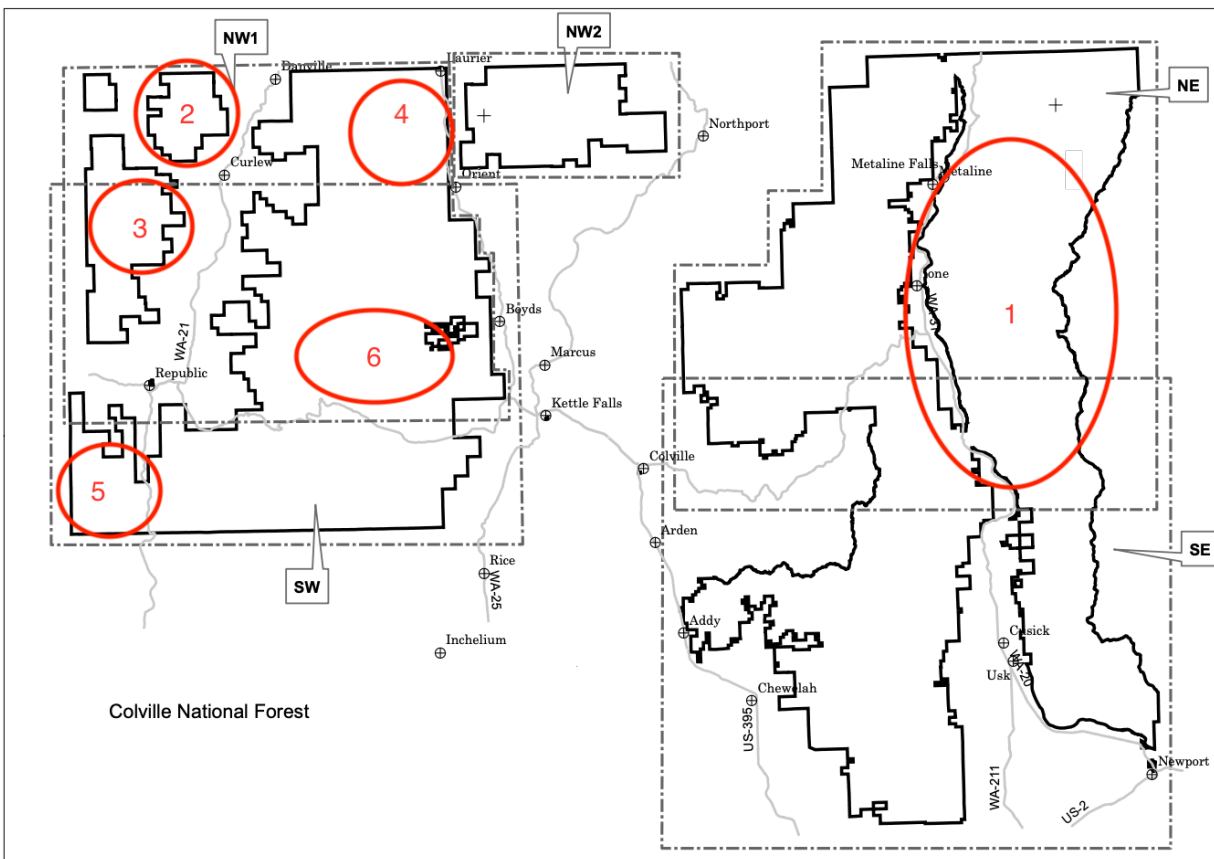 NW1
NW2
NE
Danville
Laurier
2
4
Northport
Metaline Falls
Metaline
Curlew
Orient
3
Ione
WA-31
1
WA-21
Boyds
6
Marcus
Republic
Kettle Falls
Colville
5
Arden
SE
SW
Rice
WA-25
Addy
Cusick
Inchelium
Usk
WA-20
Chewelah
US-395
Colville National Forest
Newport
WA-211
US-2